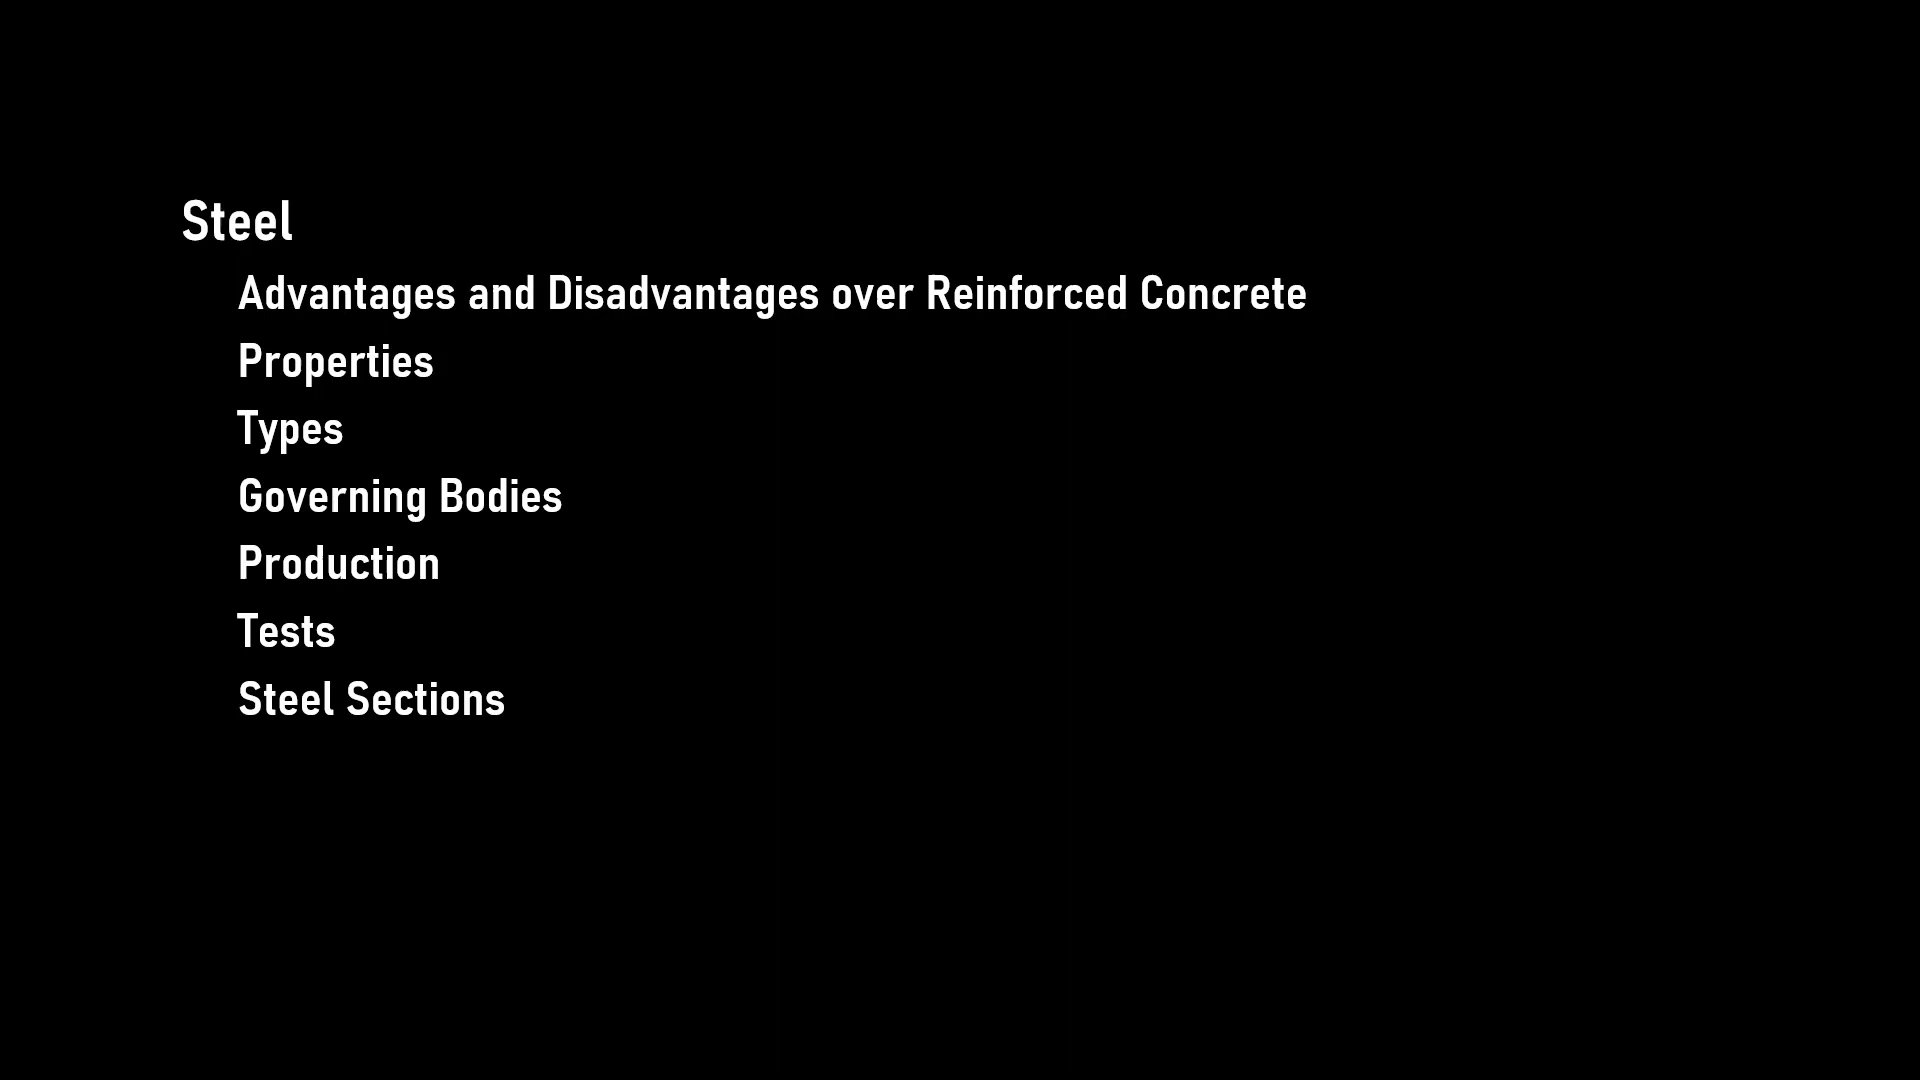 Steel
Advantages and Disadvantages over Reinforced Concrete
Properties
Types
Governing Bodies
Production
Tests
Steel Sections